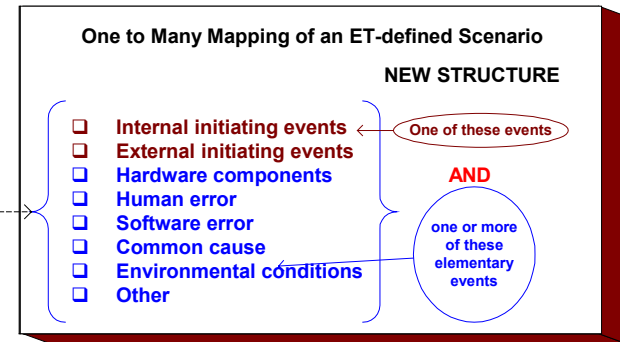 One to Many Mapping of an ET-defined Scenario
NEW STRUCTURE
❑ Internal initiating events
❑ External initiating events
❑ Hardware components
❑ Human error
❑ Software error
❑ Common cause
❑ Environmental conditions
❑ Other
One of these events
AND
one or more
of these
elementary
events